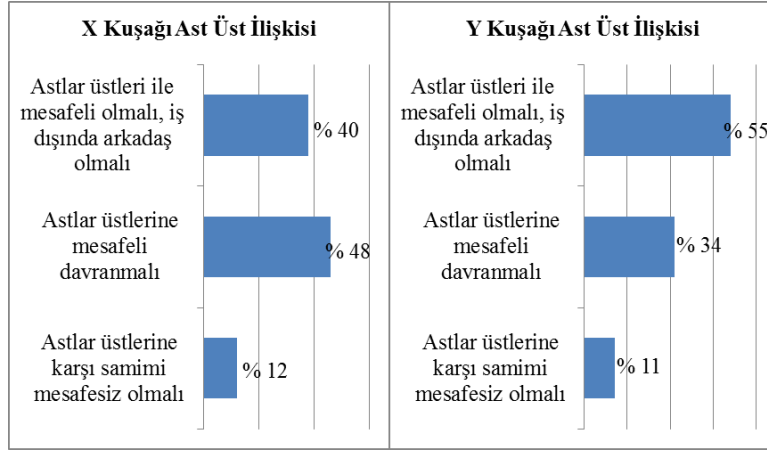 X Kuşağı Ast Üst İlişkisi
Astlar üstleri ile
mesafeli olmalı, iş
dışında arkadaş
olmalı
% 40
Astlar üstlerine
mesafeli
davranmalı
% 48
Astlar üstlerine
karşı samimi
mesafesiz olmalı
% 12
Y Kuşağı Ast Üst İlişkisi
Astlar üstleri ile
mesafeli olmalı, iş
dışında arkadaş
olmalı
% 55
Astlar üstlerine
mesafeli
davranmalı
% 34
Astlar üstlerine
karşı samimi
mesafesiz olmalı
% 11